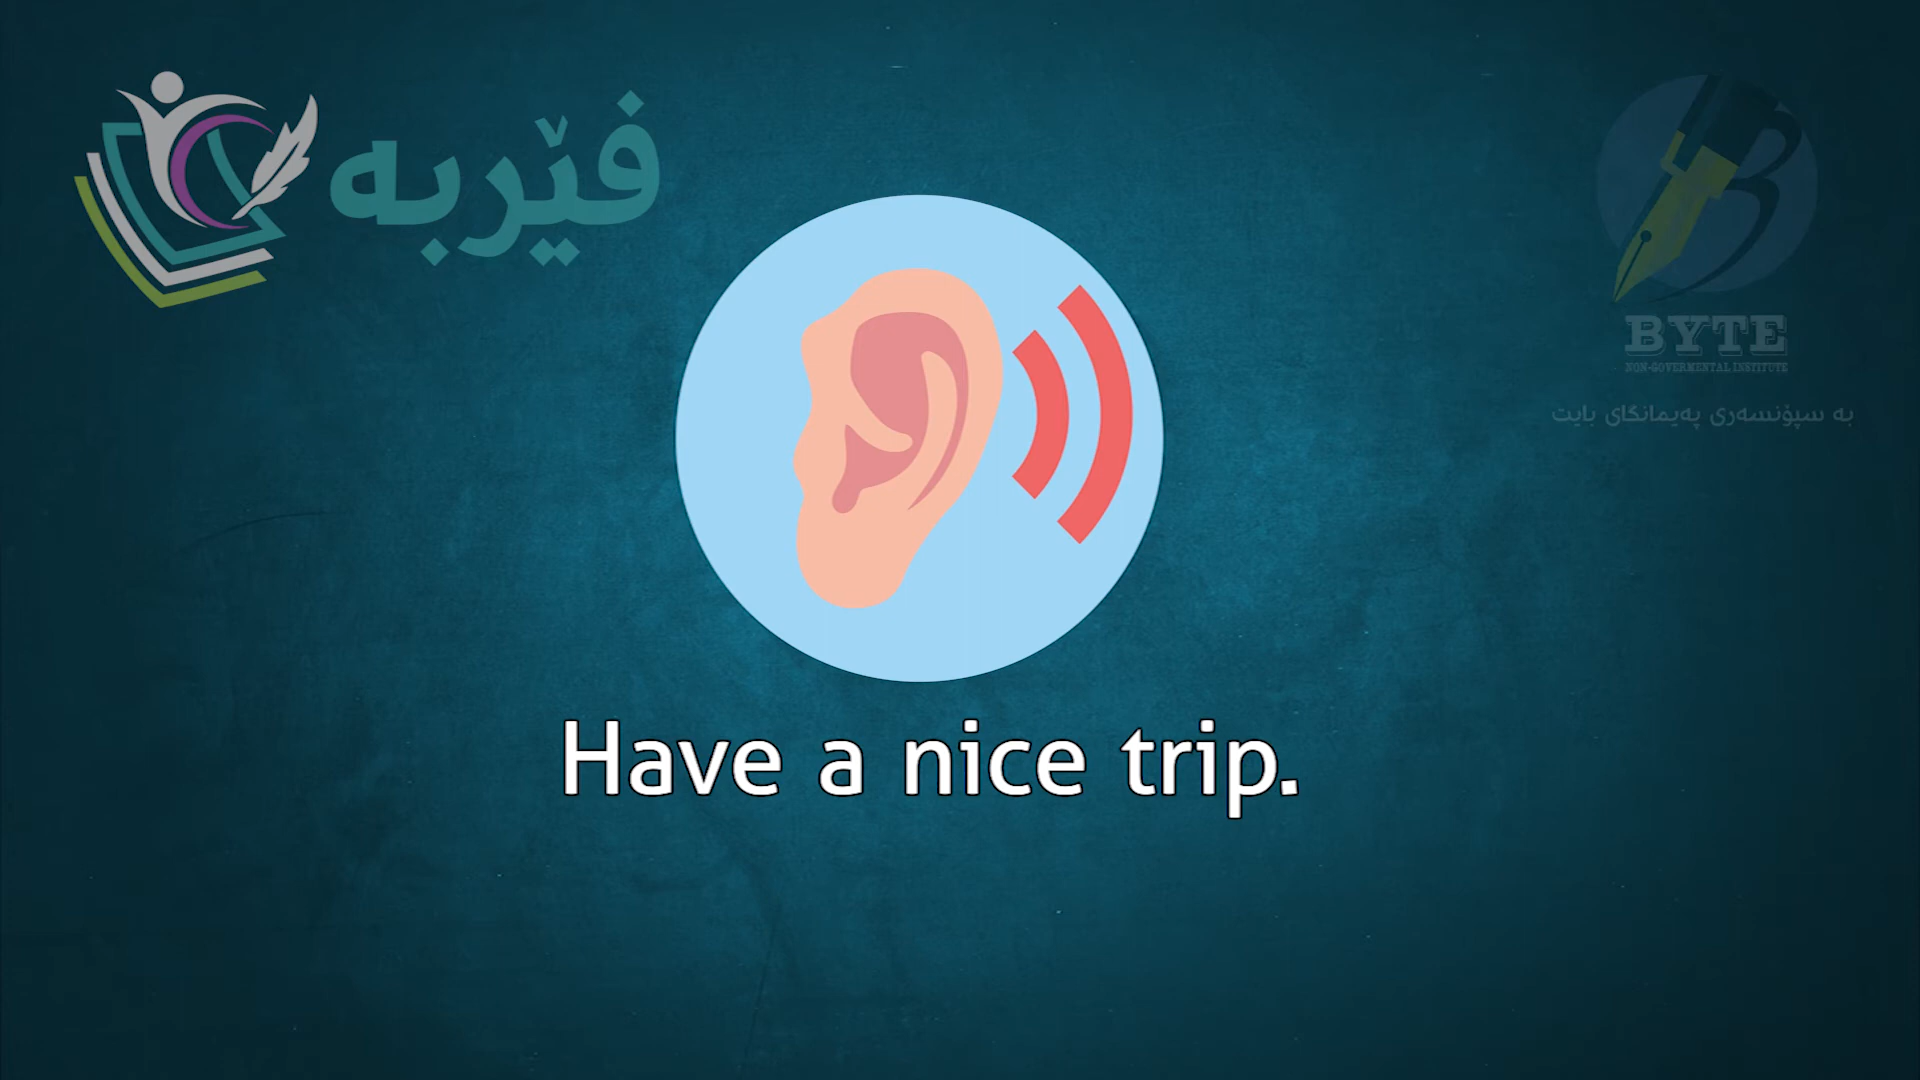 فێربە
BYTE
NON-GOVERMENTAL INSTITUTE
بە سپۆنسەری پەیمانگای بایت
Have a nice trip.